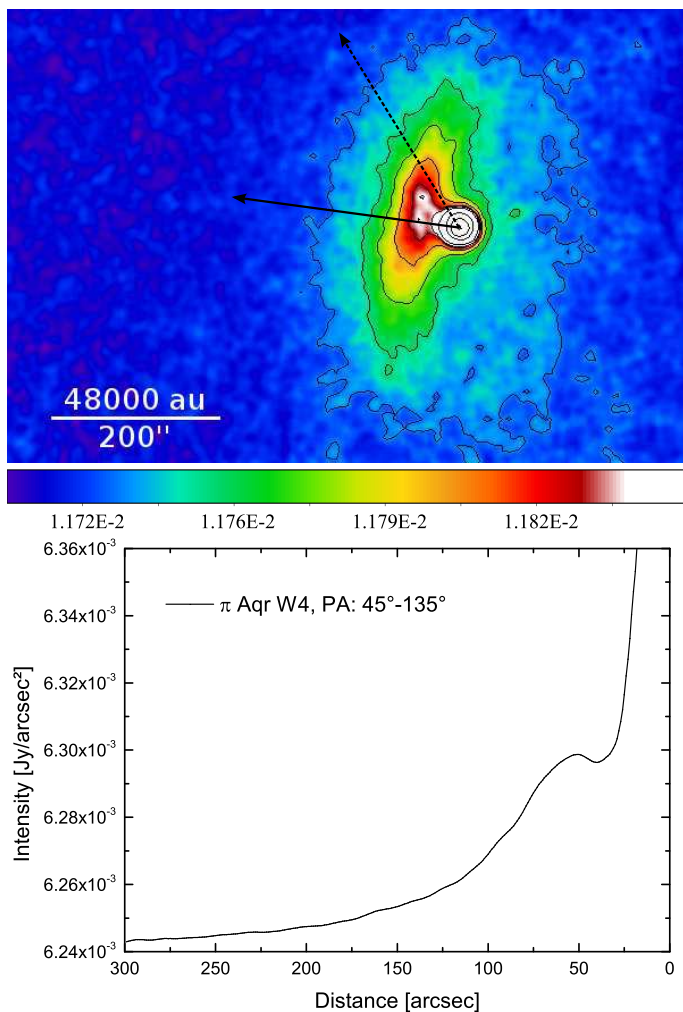 48000 au
200"
1.172E-2 1.176E-2 1.179E-2 1.182E-2
6.36x10⁻³
π Aqr W4, PA: 45°-135°
6.34x10⁻³
6.32x10⁻³
6.30x10⁻³
6.28x10⁻³
6.26x10⁻³
6.24x10⁻³
Intensity [Jy/arcsec²]
300 250 200 150 100 50 0
Distance [arcsec]